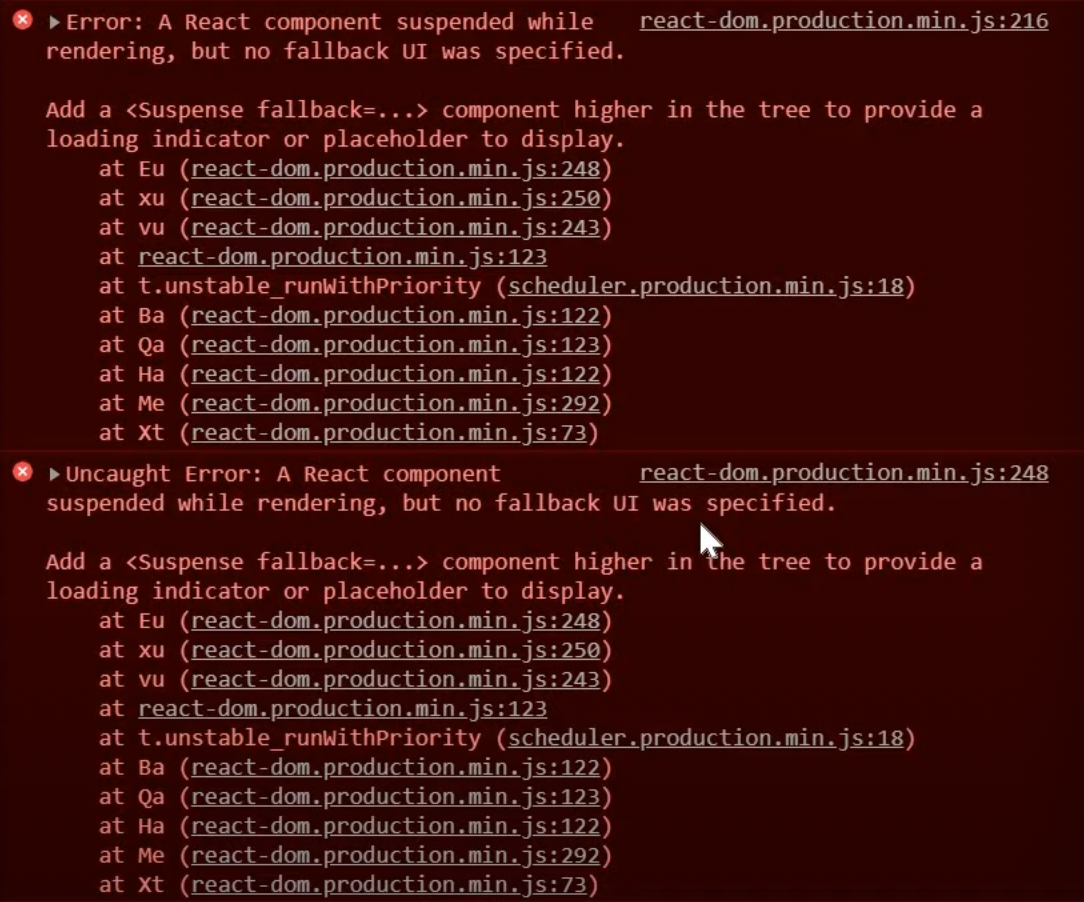 Error: A React component suspended while react-dom.production.min.js:216
rendering, but no fallback UI was specified.
Add a <Suspense fallback=...> component higher in the tree to provide a
loading indicator or placeholder to display.
at Eu (react-dom.production.min.js:248)
at xu (react-dom.production.min.js:250)
at vu (react-dom.production.min.js:243)
at react-dom.production.min.js:123
at t.unstable_runWithPriority (scheduler.production.min.js:18)
at Ba (react-dom.production.min.js:122)
at Qa (react-dom.production.min.js:123)
at Ha (react-dom.production.min.js:122)
at Me (react-dom.production.min.js:292)
at Xt (react-dom.production.min.js:73)
Uncaught Error: A React component react-dom.production.min.js:248
suspended while rendering, but no fallback UI was specified.
Add a <Suspense fallback=...> component higher in the tree to provide a
loading indicator or placeholder to display.
at Eu (react-dom.production.min.js:248)
at xu (react-dom.production.min.js:250)
at vu (react-dom.production.min.js:243)
at react-dom.production.min.js:123
at t.unstable_runWithPriority (scheduler.production.min.js:18)
at Ba (react-dom.production.min.js:122)
at Qa (react-dom.production.min.js:123)
at Ha (react-dom.production.min.js:122)
at Me (react-dom.production.min.js:292)
at Xt (react-dom.production.min.js:73)